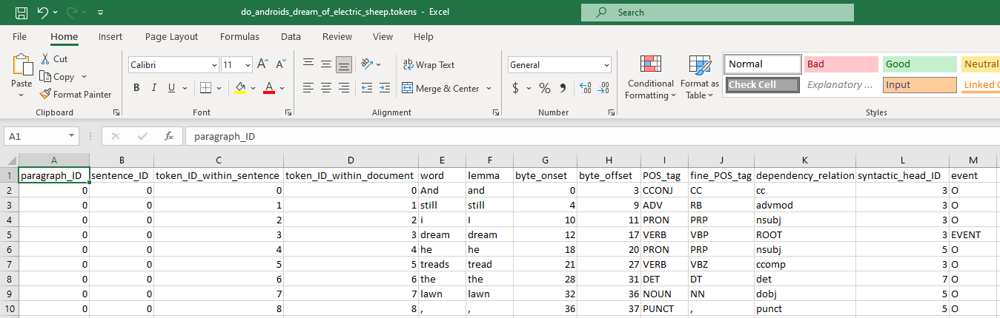 do_androids_dream_of_electric_sheep.tokens - Excel Search
File Home Insert Page Layout Formulas Data Review View Help
Paste Cut Copy Format Painter Clipboard
Calibri 11 A A B I U A Font
ab Wrap Text Merge & Center Alignment
General $ % 9 .00 .00 Number
Conditional Formatting Format as Table Normal Bad Good Neutral Check Cell Explanatory ... Input Linked Styles
A1 fx paragraph_ID
A B C D E F G H I J K L M
1 paragraph_ID sentence_ID token_ID_within_sentence token_ID_within_document word lemma byte_onset byte_offset POS_tag fine_POS_tag dependency_relation syntactic_head_ID event
2 0 0 0 0 And and 0 3 CCONJ CC cc 3 O
3 0 0 1 1 still still 4 9 ADV RB advmod 3 O
4 0 0 2 2 i I 10 11 PRON PRP nsubj 3 O
5 0 0 3 3 dream dream 12 17 VERB VBP ROOT 3 EVENT
6 0 0 4 4 he he 18 20 PRON PRP nsubj 5 O
7 0 0 5 5 treads tread 21 27 VERB VBZ ccomp 3 O
8 0 0 6 6 the the 28 31 DET DT det 7 O
9 0 0 7 7 lawn lawn 32 36 NOUN NN dobj 5 O
10 0 0 8 8 , , 36 37 PUNCT , punct 5 O